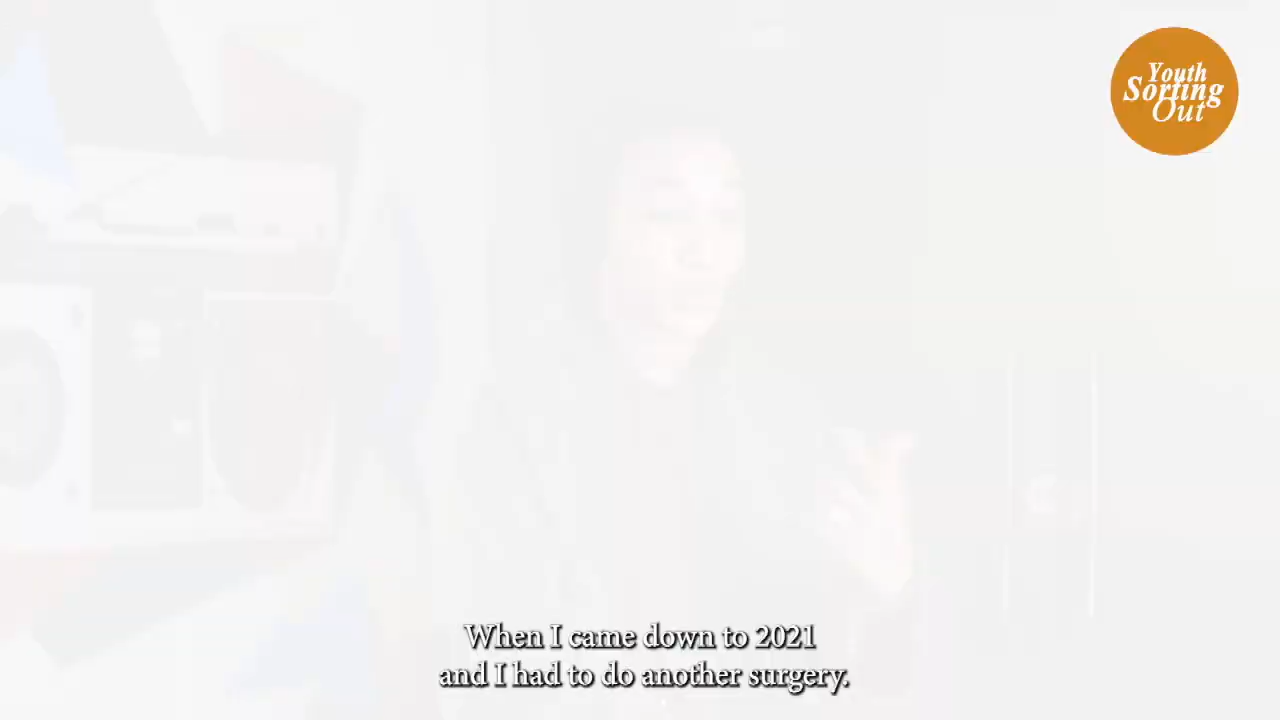 Youth
Sorting
Out
When I came down to 2021
and I had to do another surgery.